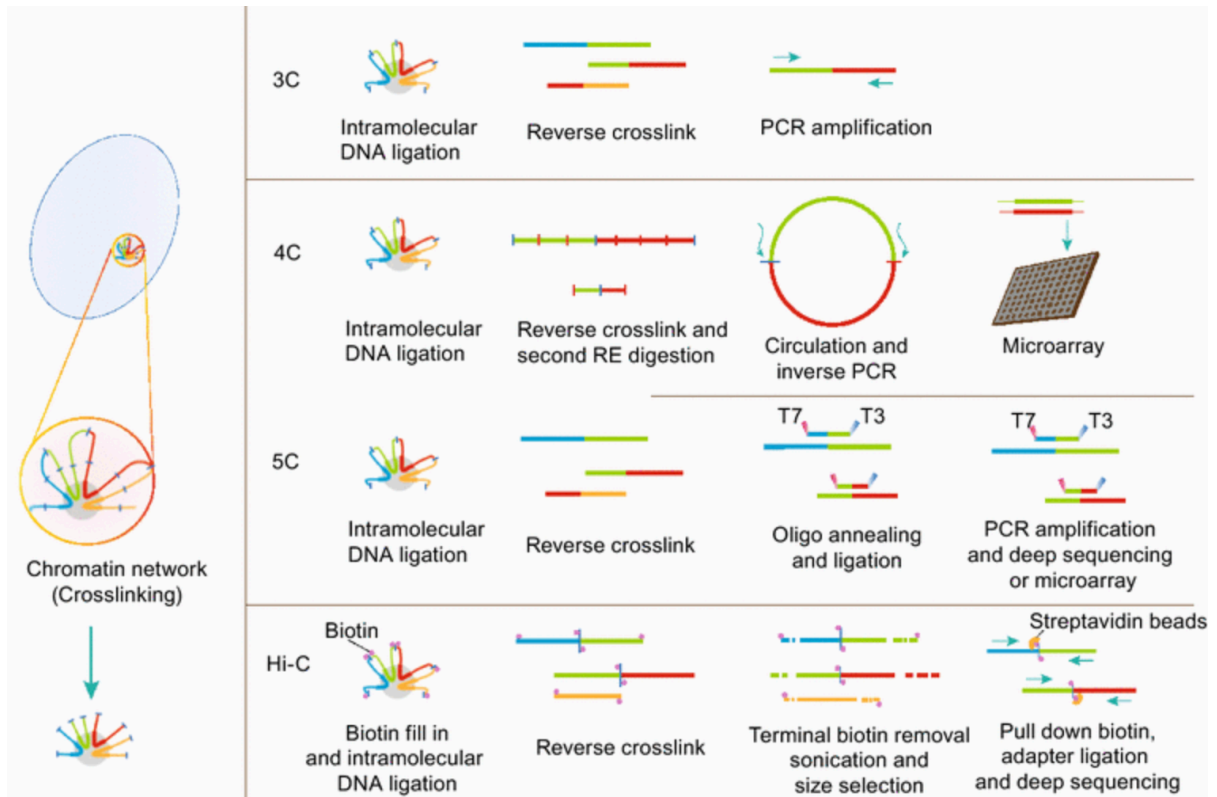 3C
Intramolecular
DNA ligation
Reverse crosslink
PCR amplification
4C
Intramolecular
DNA ligation
Reverse crosslink and
second RE digestion
Circulation and
inverse PCR
Microarray
5C
Intramolecular
DNA ligation
Reverse crosslink
T7 T3
Oligo annealing
and ligation
T7 T3
PCR amplification
and deep sequencing
or microarray
Chromatin network
(Crosslinking)
Hi-C
Biotin
Biotin fill in
and intramolecular
DNA ligation
Reverse crosslink
Terminal biotin removal
sonication and
size selection
Streptavidin beads
Pull down biotin,
adapter ligation
and deep sequencing